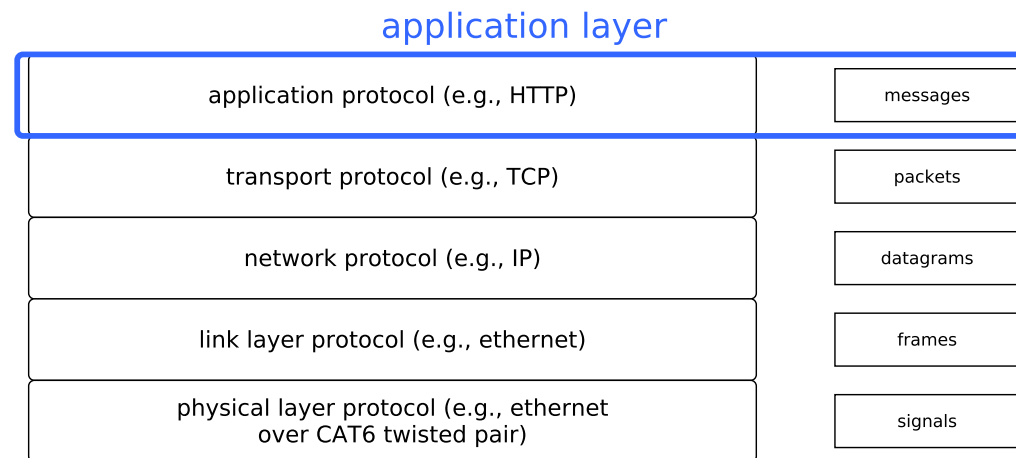 application layer
application protocol (e.g., HTTP)
messages
transport protocol (e.g., TCP)
packets
network protocol (e.g., IP)
datagrams
link layer protocol (e.g., ethernet)
frames
physical layer protocol (e.g., ethernet
over CAT6 twisted pair)
signals